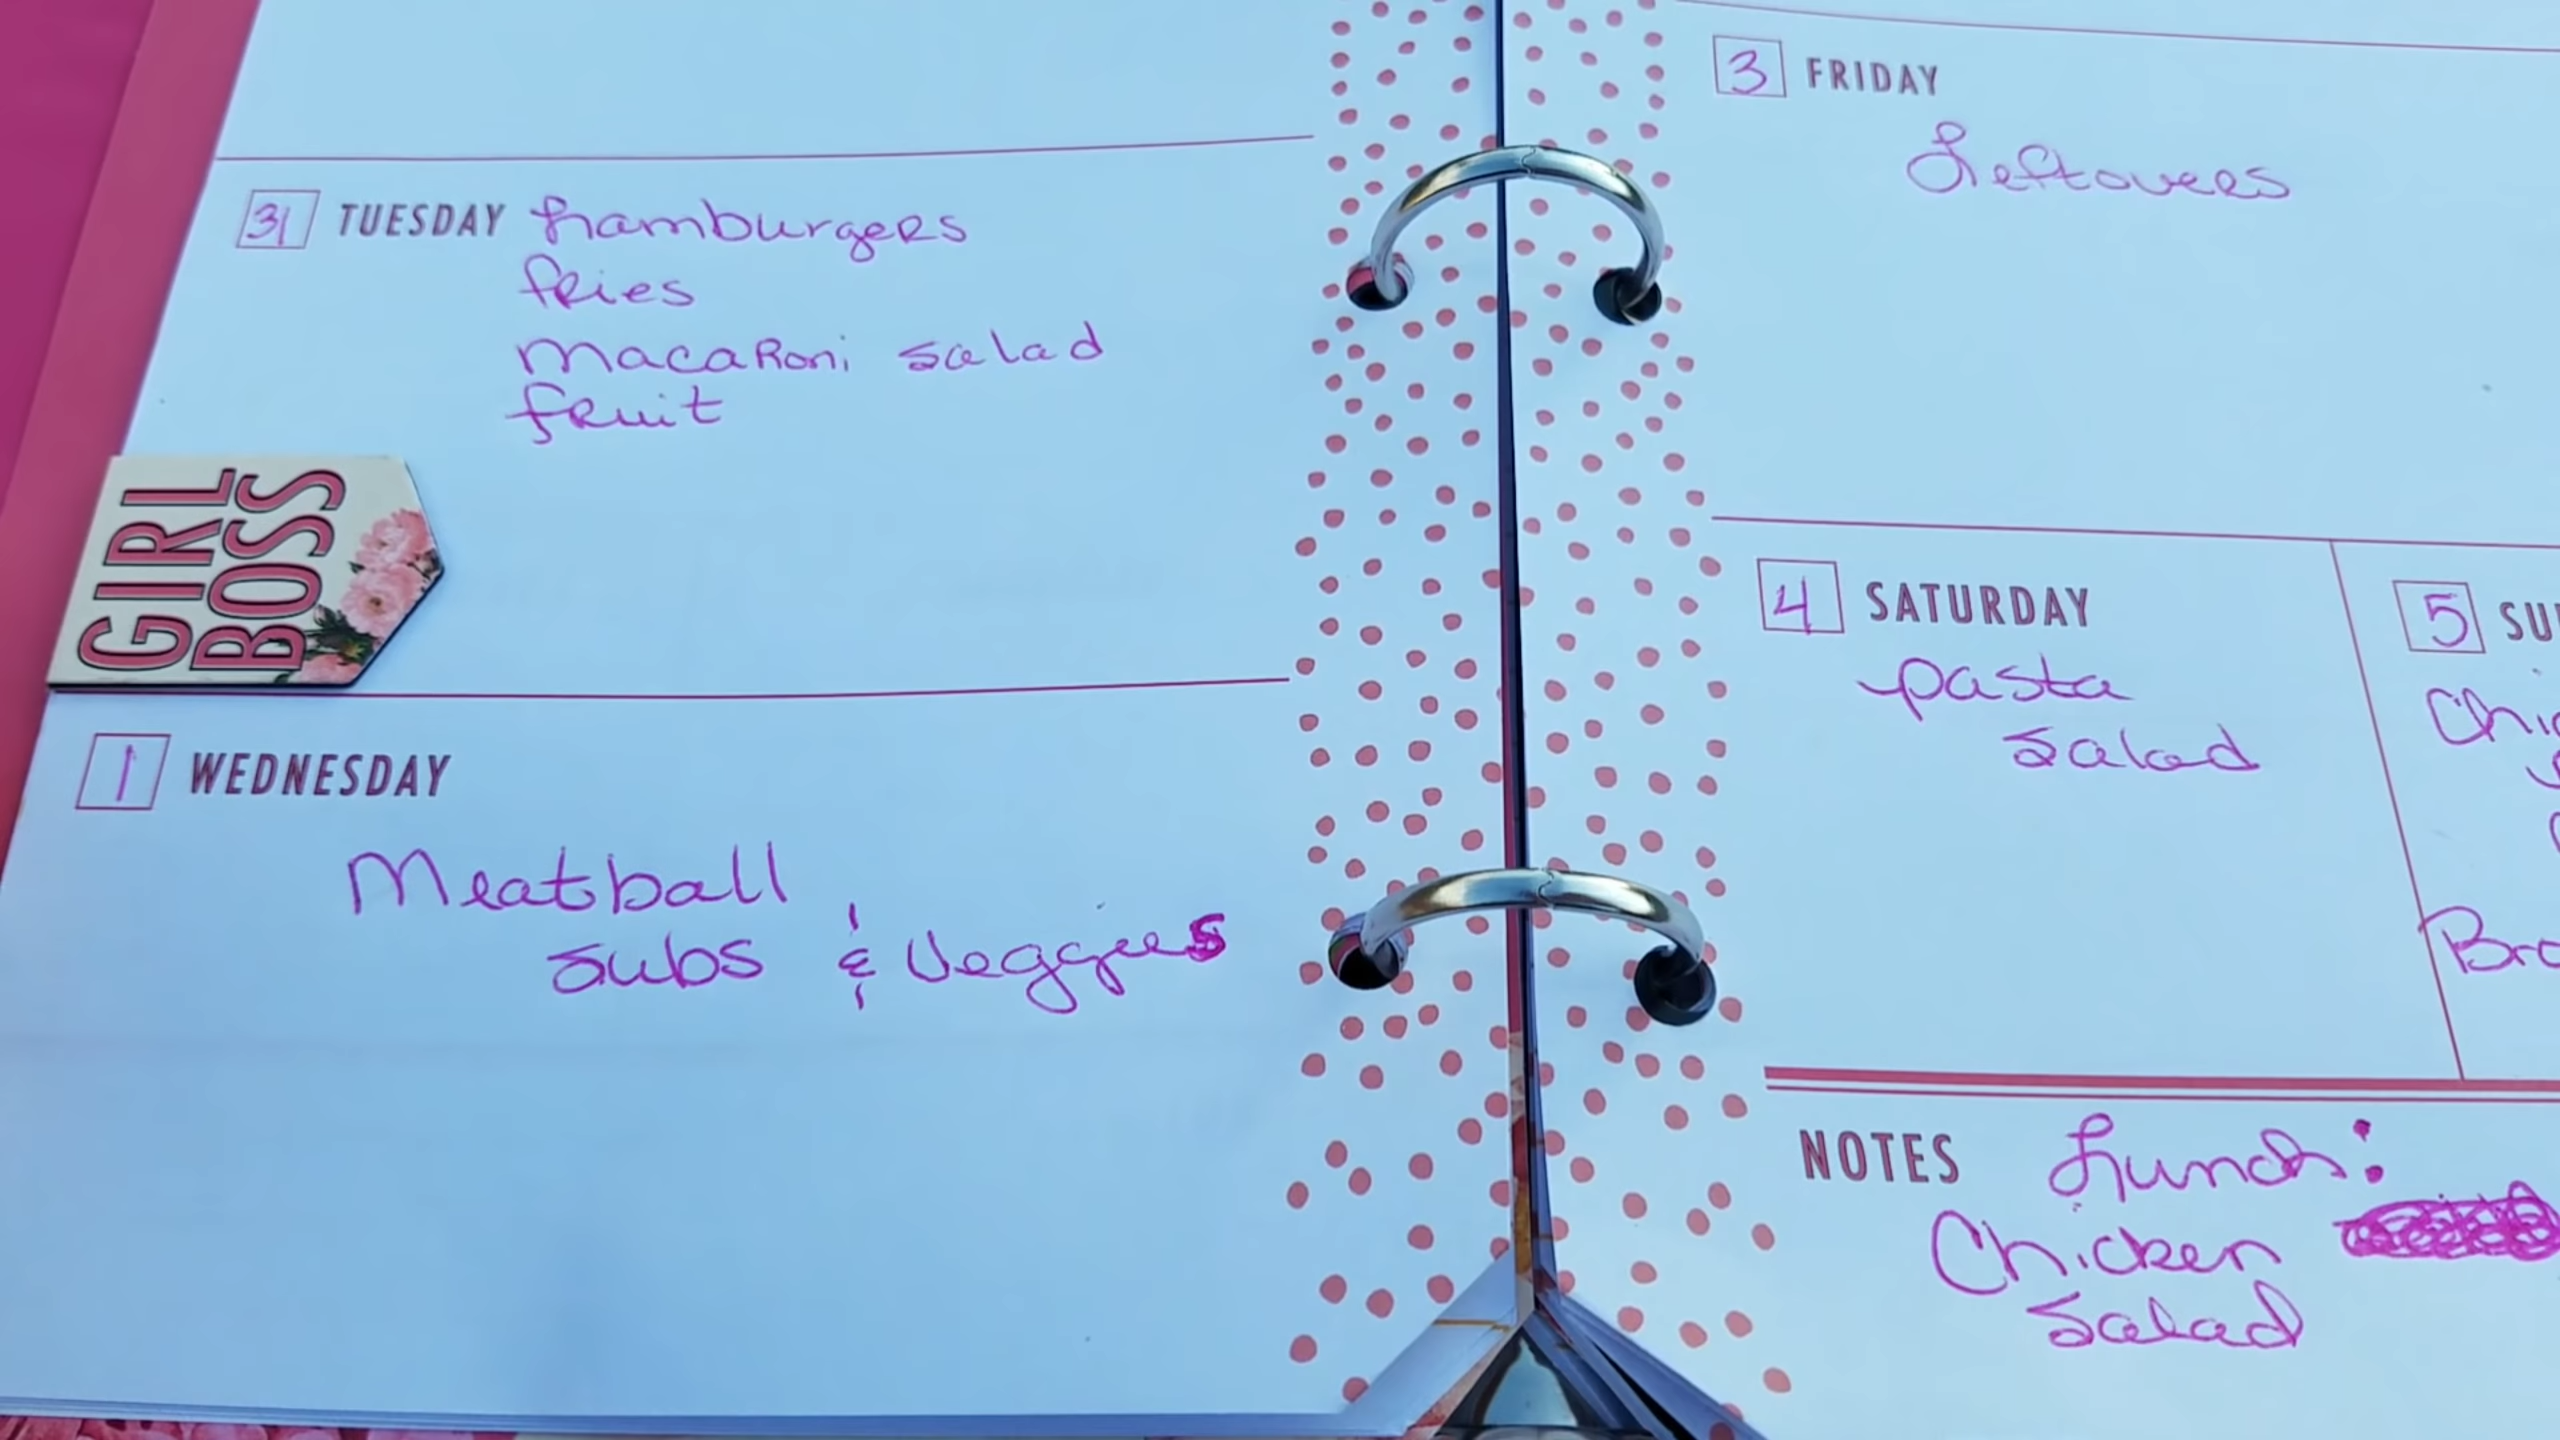 31 TUESDAY hamburgers
fries
macaRoni salad
fruit
GIRL
BOSS
1 WEDNESDAY
Meatball
subs & Veggies
3 FRIDAY
Leftovers
4 SATURDAY
pasta
salad
5
NOTES Lunch:
Chicken
Salad